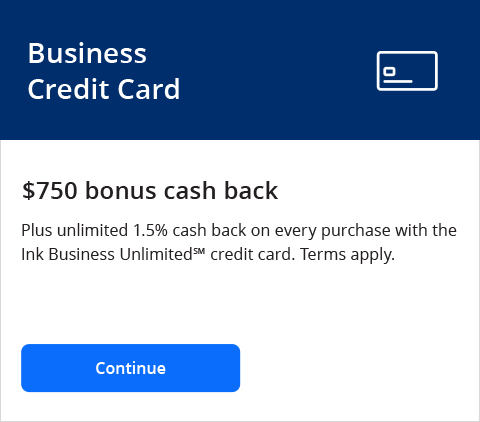 Business
Credit Card
$750 bonus cash back
Plus unlimited 1.5% cash back on every purchase with the
Ink Business Unlimited℠ credit card. Terms apply.
Continue